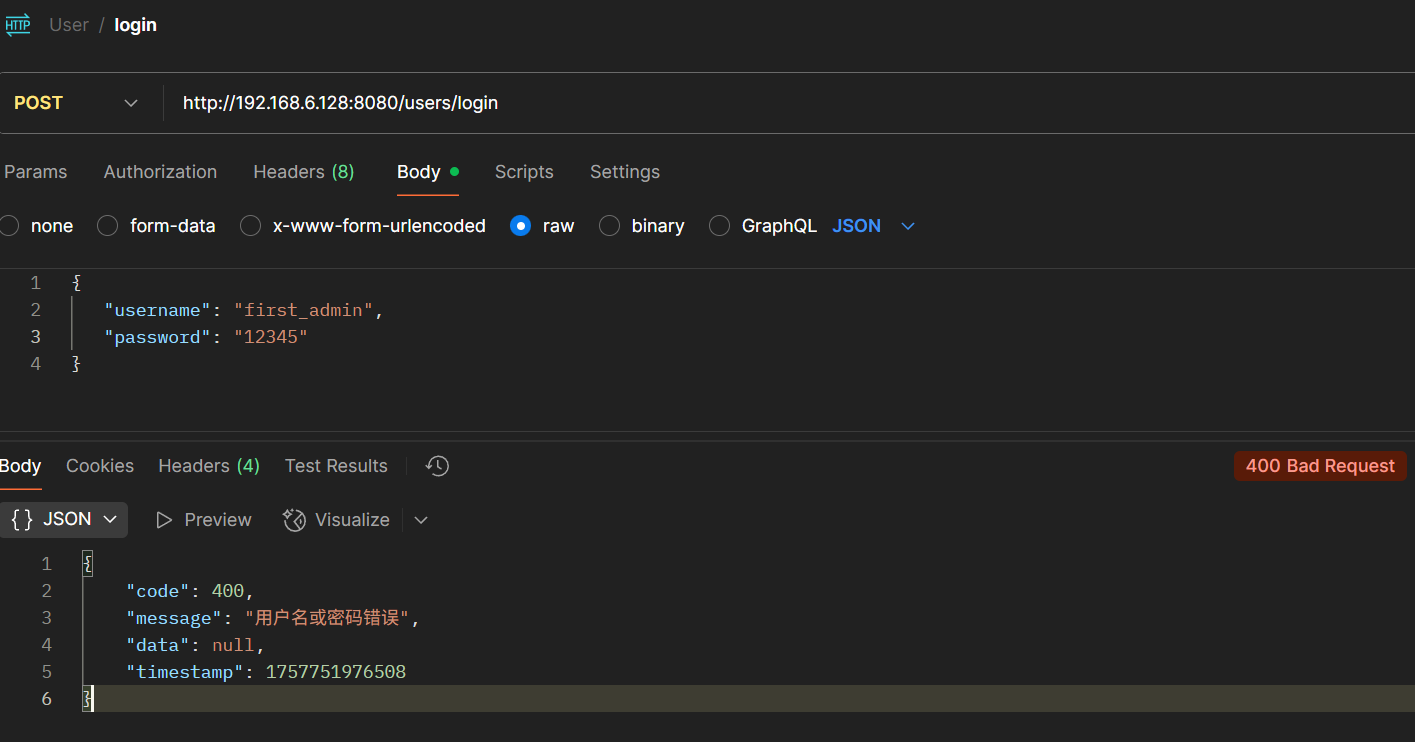 HTTP User / login
POST http://192.168.6.128:8080/users/login
Params Authorization Headers (8) Body Scripts Settings
none form-data x-www-form-urlencoded raw binary GraphQL JSON
1 {
2 "username": "first_admin",
3 "password": "12345"
4 }
Body Cookies Headers (4) Test Results 400 Bad Request
{} JSON Preview Visualize
1 {
2 "code": 400,
3 "message": "用户名或密码错误",
4 "data": null,
5 "timestamp": 1757751976508
6 }